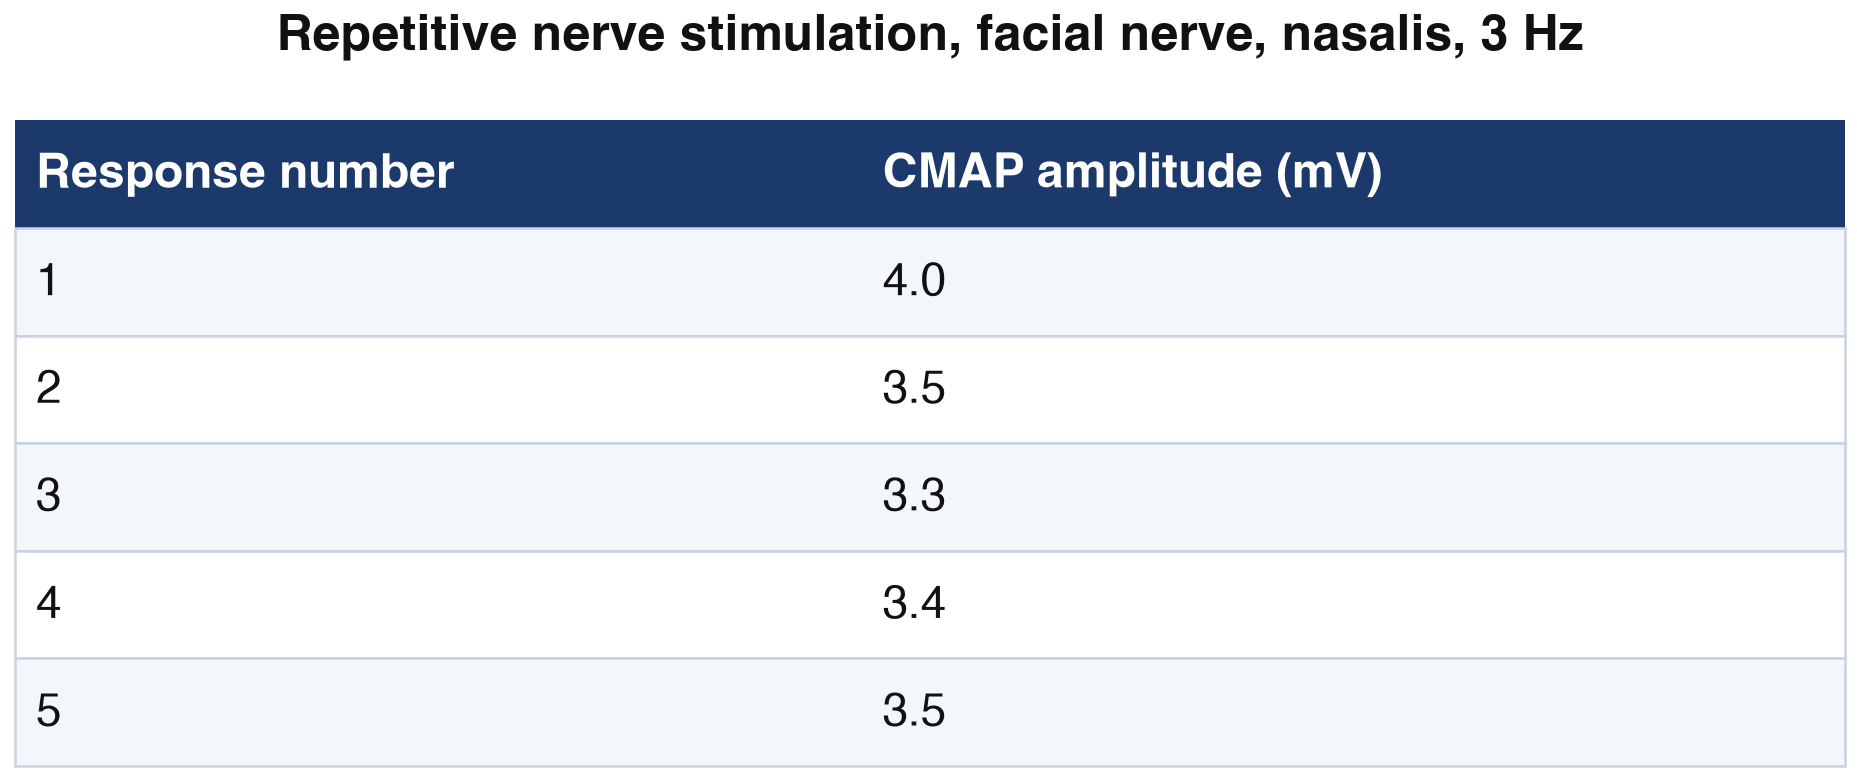 Repetitive nerve stimulation, facial nerve, nasalis, 3 Hz
Response number CMAP amplitude (mV)
1 4.0
2 3.5
3 3.3
4 3.4
5 3.5